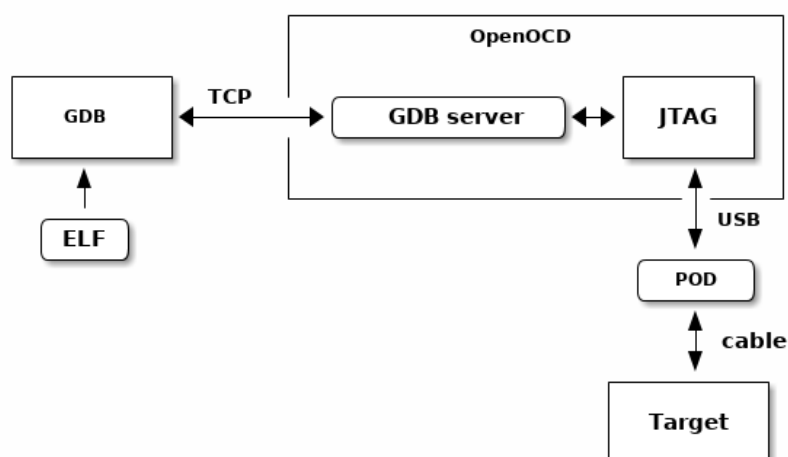 OpenOCD
TCP
GDB
GDB server
JTAG
ELF
USB
POD
cable
Target